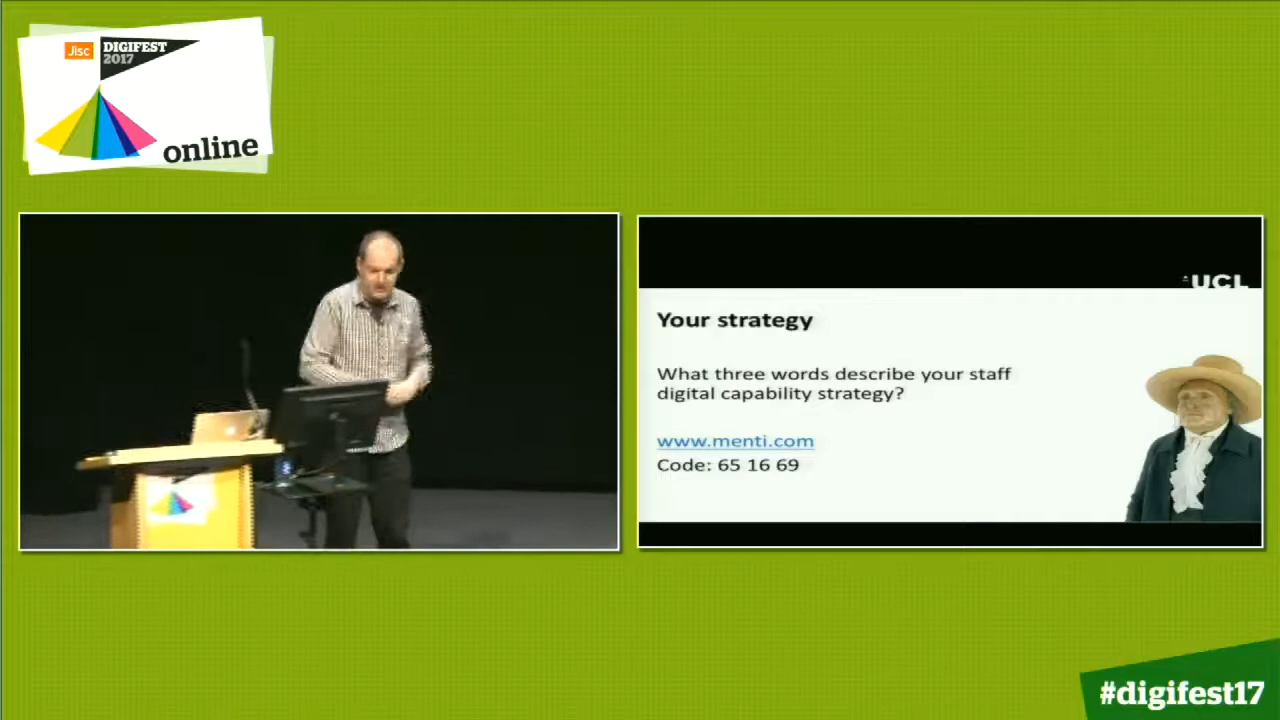 Jisc
DIGIFEST
2017
online
UCL
Your strategy
What three words describe your staff
digital capability strategy?
www.menti.com
Code: 65 16 69
#digifest17